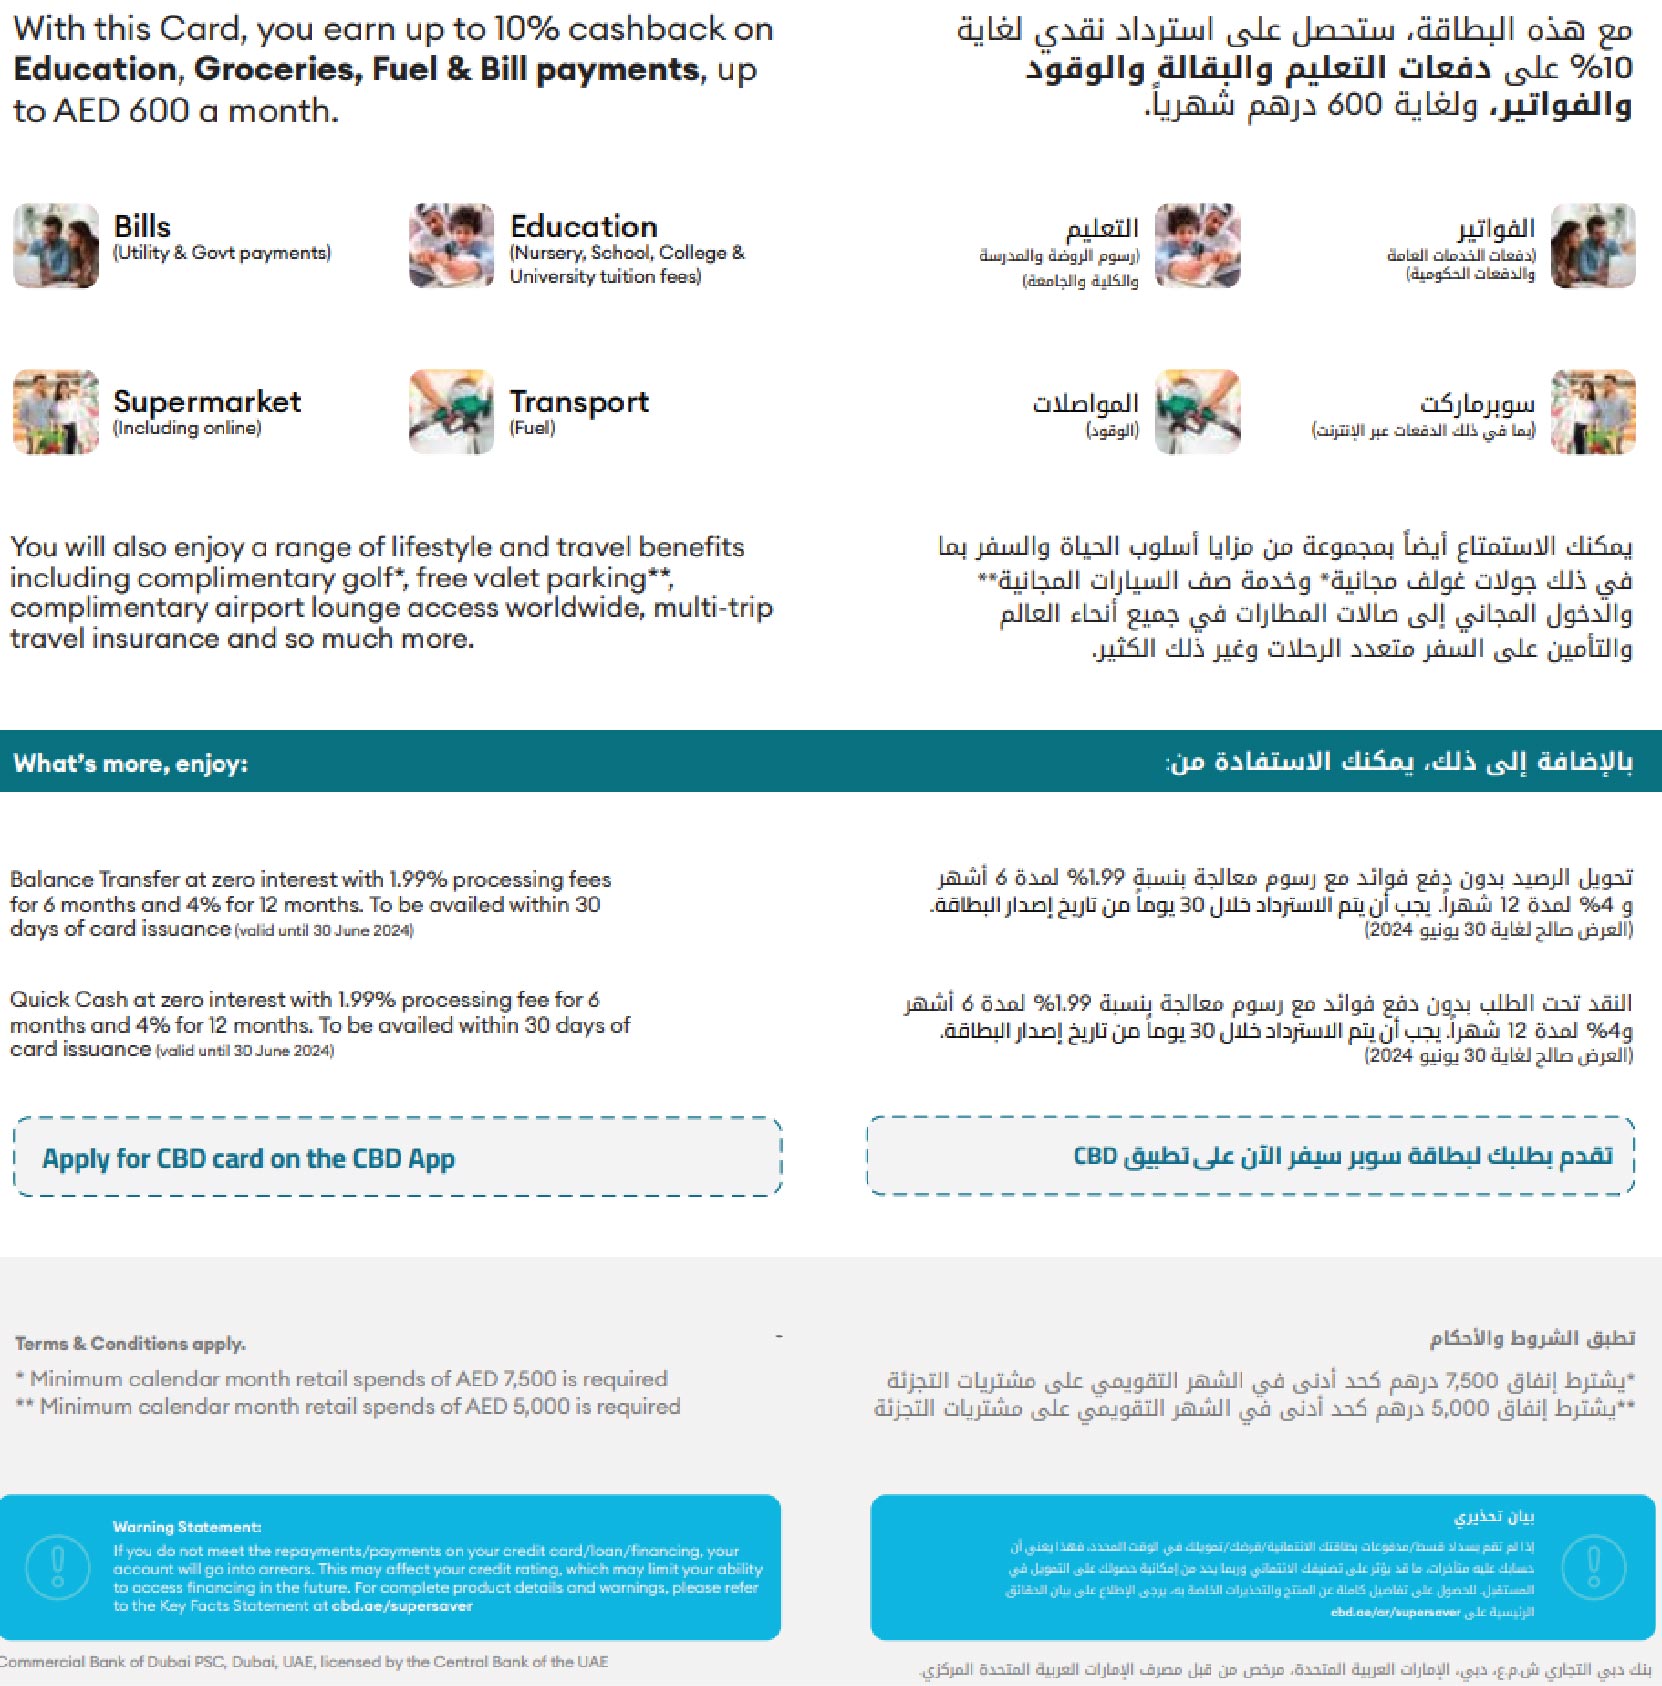 With this Card, you earn up to 10% cashback on
Education, Groceries, Fuel & Bill payments, up
to AED 600 a month.
مع هذه البطاقة، ستحصل على استرداد نقدي لغاية
10% على دفعات التعليم والبقالة والوقود
والفواتير، ولغاية 600 درهم شهرياً.
Bills
(Utility & Govt payments)
Education
(Nursery, School, College &
University tuition fees)
الفواتير
(دفعات الخدمات العامة
والدفعات الحكومية)
التعليم
(رسوم الروضة والمدرسة
والكلية والجامعة)
Supermarket
(Including online)
Transport
(Fuel)
سوبرماركت
(بما في ذلك الدفعات عبر الإنترنت)
المواصلات
(الوقود)
You will also enjoy a range of lifestyle and travel benefits
including complimentary golf*, free valet parking**,
complimentary airport lounge access worldwide, multi-trip
travel insurance and so much more.
يمكنك الاستمتاع أيضاً بمجموعة من مزايا أسلوب الحياة والسفر بما
في ذلك جولات غولف مجانية* وخدمة صف السيارات المجانية**
والدخول المجاني إلى صالات المطارات في جميع أنحاء العالم
والتأمين على السفر متعدد الرحلات وغير ذلك الكثير.
What's more, enjoy:
بالإضافة إلى ذلك، يمكنك الاستفادة من:
Balance Transfer at zero interest with 1.99% processing fees
for 6 months and 4% for 12 months. To be availed within 30
days of card issuance (valid until 30 June 2024)
تحويل الرصيد بدون دفع فوائد مع رسوم معالجة بنسبة 1.99% لمدة 6 أشهر
و 4% لمدة 12 شهراً. يجب أن يتم الاسترداد خلال 30 يوماً من تاريخ إصدار البطاقة.
(العرض صالح لغاية 30 يونيو 2024)
Quick Cash at zero interest with 1.99% processing fee for 6
months and 4% for 12 months. To be availed within 30 days of
card issuance (valid until 30 June 2024)
النقد تحت الطلب بدون دفع فوائد مع رسوم معالجة بنسبة 1.99% لمدة 6 أشهر
و4% لمدة 12 شهراً. يجب أن يتم الاسترداد خلال 30 يوماً من تاريخ إصدار البطاقة.
(العرض صالح لغاية 30 يونيو 2024)
Apply for CBD card on the CBD App
تقدم بطلبك لبطاقة سوبر سيفر الآن على تطبيق CBD
Terms & Conditions apply.
-
* Minimum calendar month retail spends of AED 7,500 is required
** Minimum calendar month retail spends of AED 5,000 is required
تطبق الشروط والأحكام
*يشترط إنفاق 7,500 درهم كحد أدنى في الشهر التقويمي على مشتريات التجزئة
**يشترط إنفاق 5,000 درهم كحد أدنى في الشهر التقويمي على مشتريات التجزئة
Warning Statement:
If you do not meet the repayments/payments on your credit card/loan/financing, your
account will go into arrears. This may affect your credit rating, which may limit your ability
to access financing in the future. For complete product details and warnings, please refer
to the Key Facts Statement at cbd.ae/supersaver
بيان تحذيري
إذا لم تقم بسداد قسط/مدفوعات بطاقتك الائتمانية/قرضك/تمويلك في الوقت المحدد، فهذا يعني أن
حسابك عليه متأخرات، ما قد يؤثر على تصنيفك الائتماني وربما يحد من إمكانية حصولك على التمويل في
المستقبل. للحصول على تفاصيل كاملة عن المنتج والتحذيرات الخاصة به، يرجى الإطلاع على بيان الحقائق
الرئيسية على cbd.ae/ar/supersaver
Commercial Bank of Dubai PSC, Dubai, UAE, licensed by the Central Bank of the UAE
بنك دبي التجاري ش.م.ع، دبي، الإمارات العربية المتحدة، مرخص من قبل مصرف الإمارات العربية المتحدة المركزي.